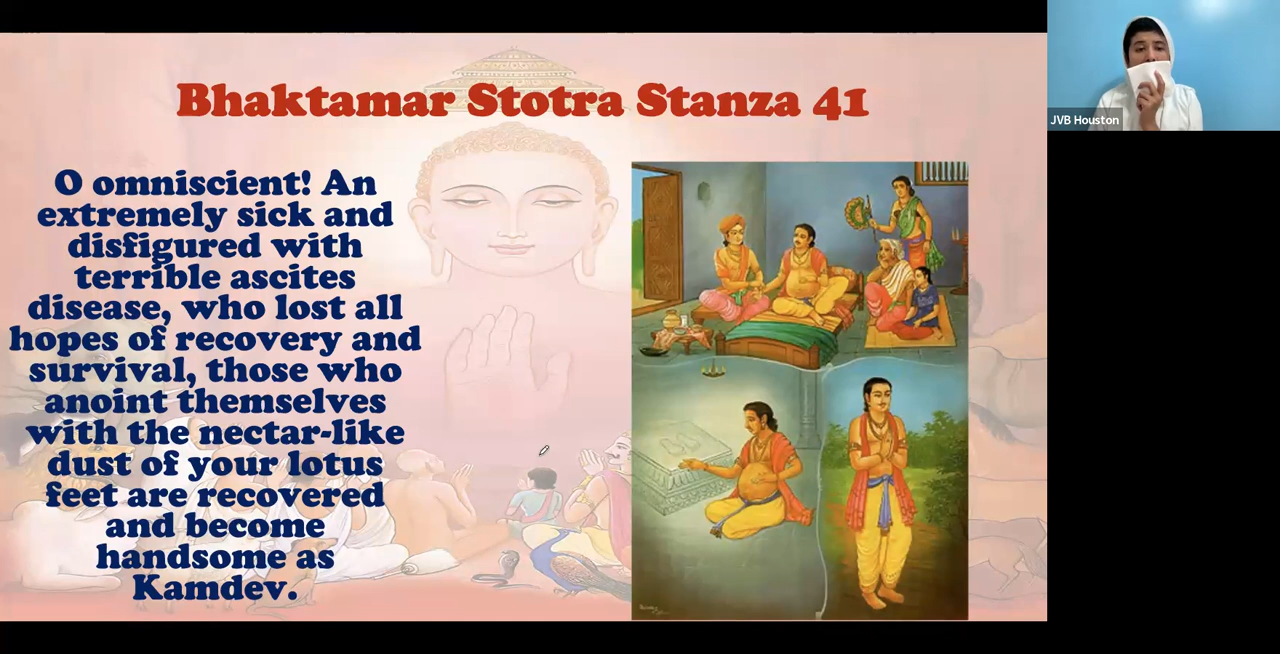 Bhaktamar Stotra Stanza 41
O omniscient! An
extremely sick and
disfigured with
terrible ascites
disease, who lost all
hopes of recovery and
survival, those who
anoint themselves
with the nectar-like
dust of your lotus
feet are recovered
and become
handsome as
Kamdev.
JVB Houston